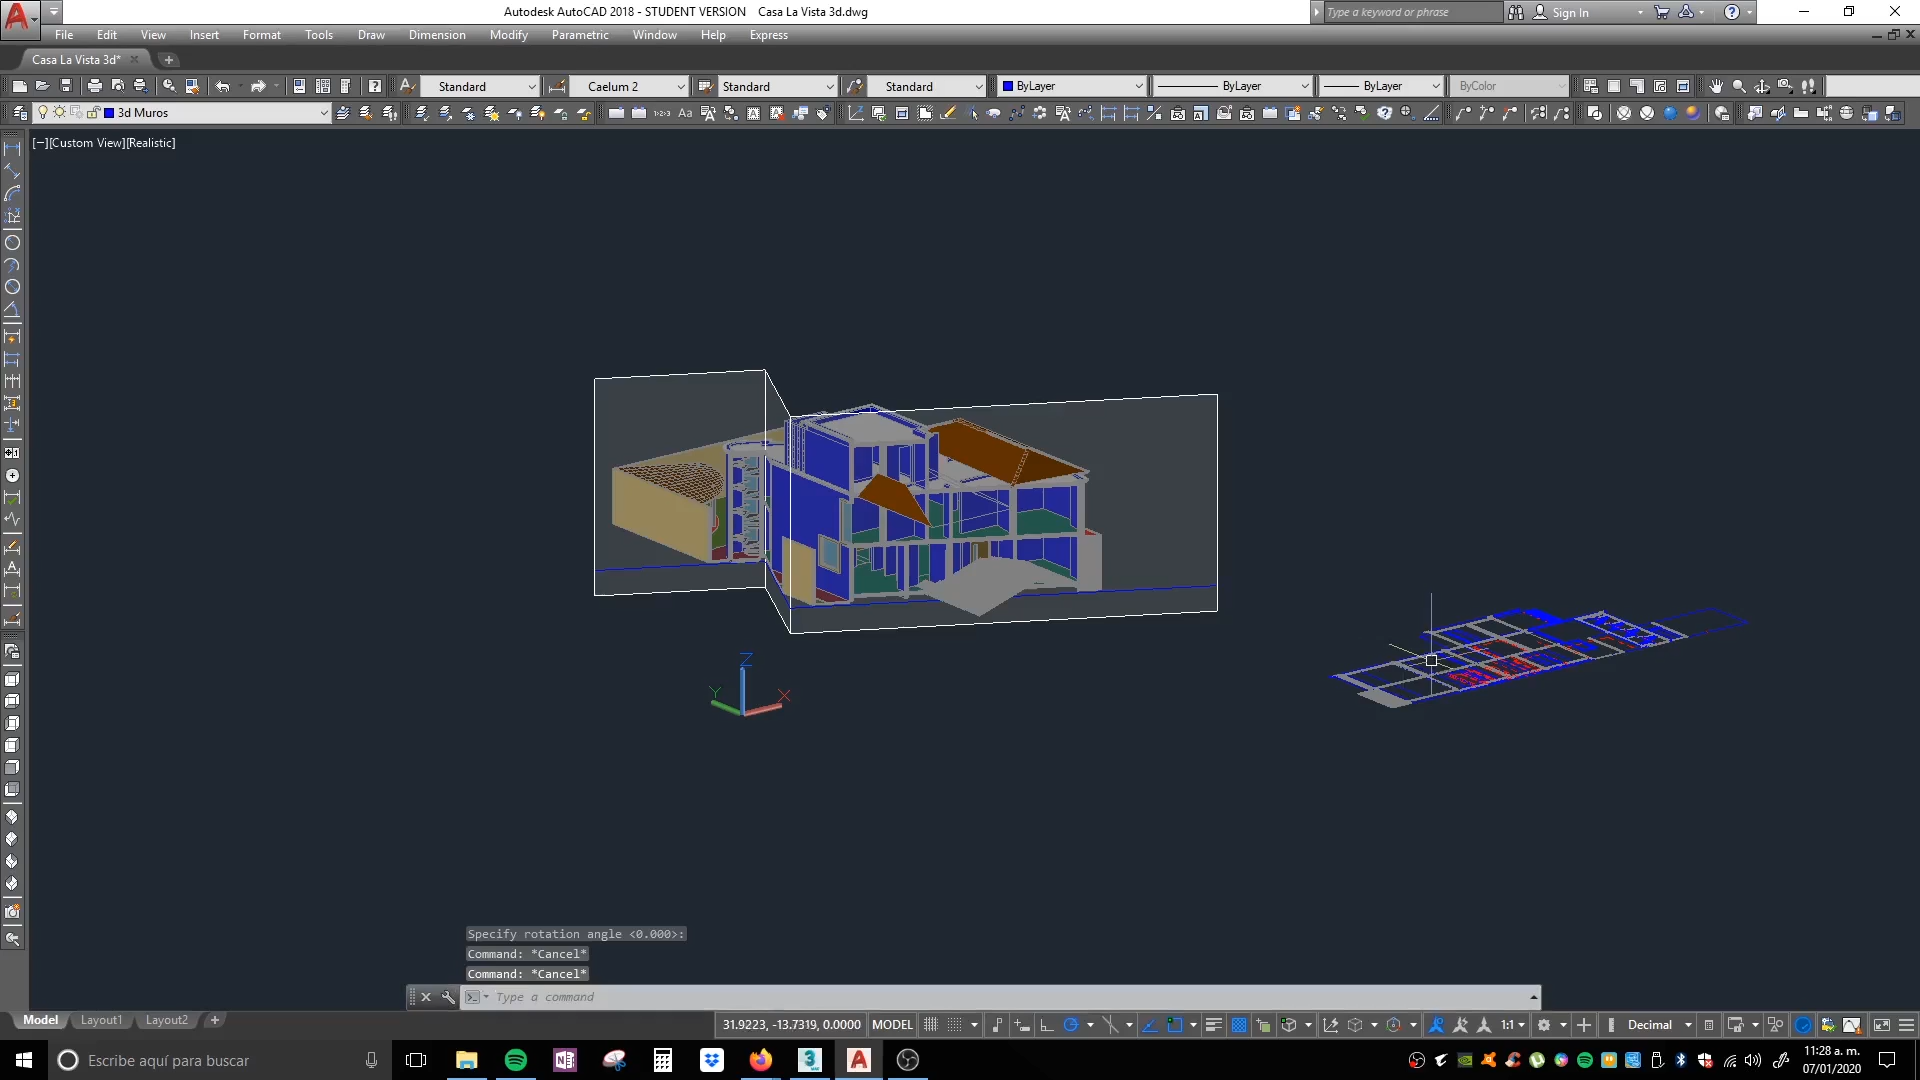 Autodesk AutoCAD 2018 - STUDENT VERSION Casa La Vista 3d.dwg
Type a keyword or phrase
Sign In
File Edit View Insert Format Tools Draw Dimension Modify Parametric Window Help Express
Casa La Vista 3d*
Standard Caelum 2 Standard Standard ByLayer ByLayer ByLayer ByColor
3d Muros
[−][Custom View][Realistic]
Z
Y X
Specify rotation angle <0.000>:
Command: *Cancel*
Command: *Cancel*
Type a command
Model Layout1 Layout2
31.9223, -13.7319, 0.0000 MODEL 1:1 Decimal
Escribe aquí para buscar
11:28 a. m.
07/01/2020